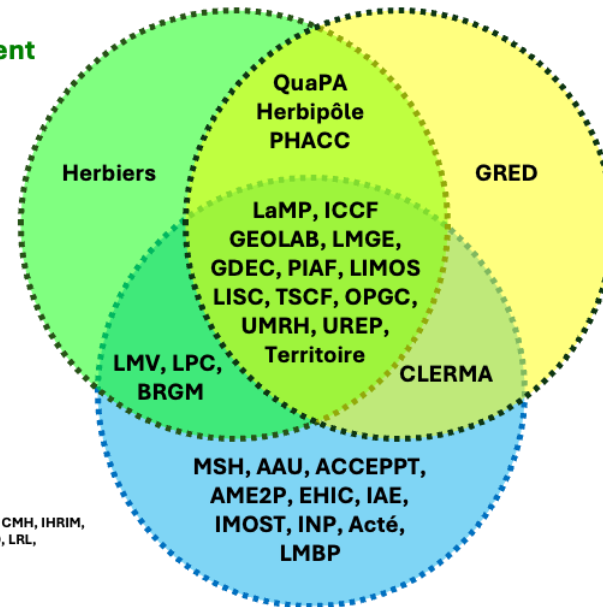 ent
QuaPA
Herbipôle
PHACC
Herbiers
GRED
LaMP, ICCF
GEOLAB, LMGE,
GDEC, PIAF, LIMOS
LISC, TSCF, OPGC,
UMRH, UREP,
Territoire
LMV, LPC,
BRGM
CLERMA
MSH, AAU, ACCEPPT,
AME2P, EHIC, IAE,
IMOST, INP, Acté,
LMBP
CMH, IHRIM,
, LRL,